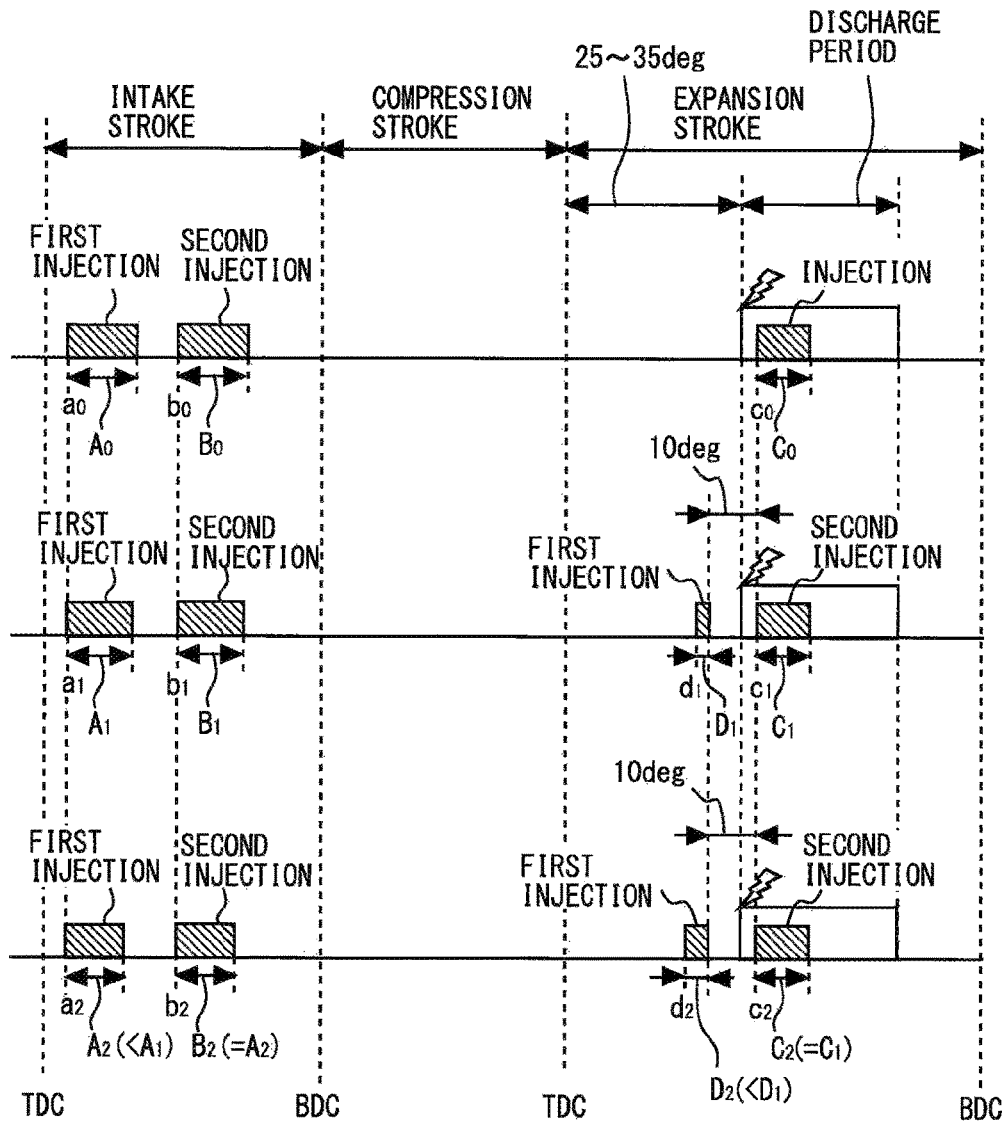 DISCHARGE
PERIOD
25~35deg
INTAKE
STROKE
COMPRESSION
STROKE
EXPANSION
STROKE
FIRST
INJECTION
SECOND
INJECTION
INJECTION
a0
A0
b0
B0
c0
C0
10deg
FIRST
INJECTION
SECOND
INJECTION
FIRST
INJECTION
SECOND
INJECTION
a1
A1
b1
B1
d1
D1
c1
C1
10deg
FIRST
INJECTION
SECOND
INJECTION
FIRST
INJECTION
SECOND
INJECTION
a2
A2(<A1)
b2
B2(=A2)
d2
D2(<D1)
c2
C2(=C1)
TDC
BDC
TDC
BDC